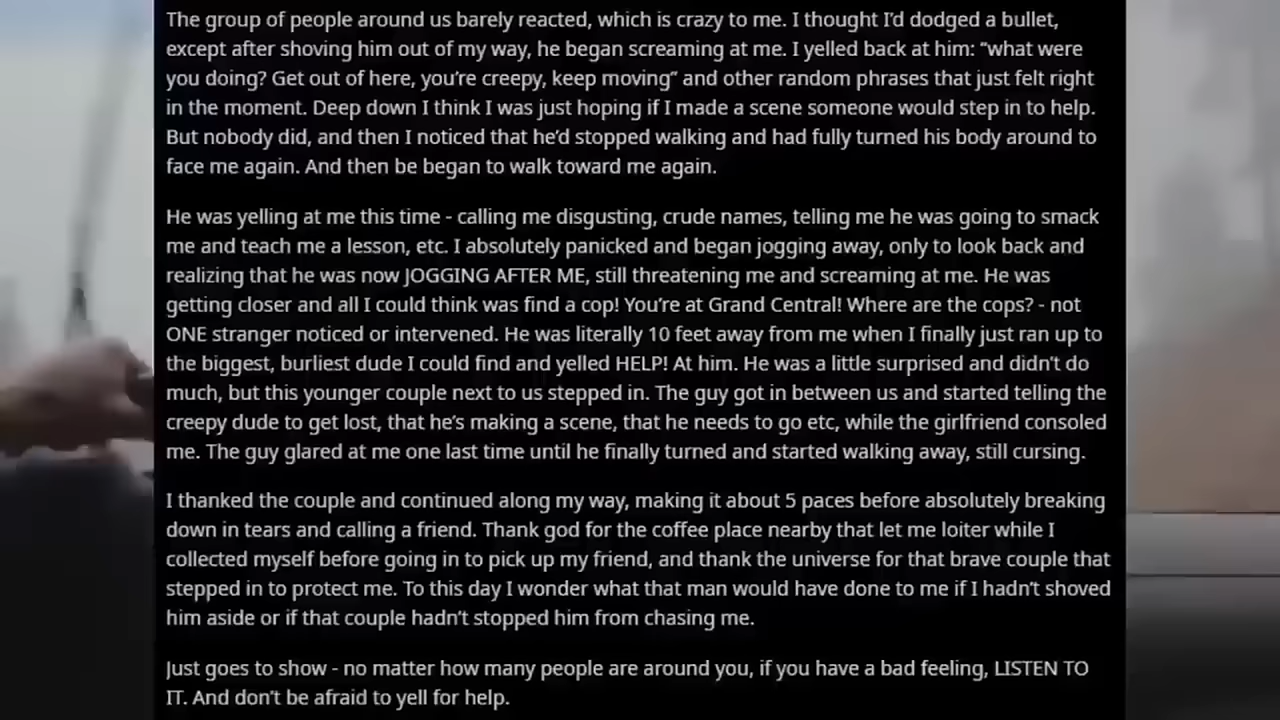 The group of people around us barely reacted, which is crazy to me. I thought I'd dodged a bullet,
except after shoving him out of my way, he began screaming at me. I yelled back at him: “what were
you doing? Get out of here, you're creepy, keep moving” and other random phrases that just felt right
in the moment. Deep down I think I was just hoping if I made a scene someone would step in to help.
But nobody did, and then I noticed that he'd stopped walking and had fully turned his body around to
face me again. And then be began to walk toward me again.
He was yelling at me this time - calling me disgusting, crude names, telling me he was going to smack
me and teach me a lesson, etc. I absolutely panicked and began jogging away, only to look back and
realizing that he was now JOGGING AFTER ME, still threatening me and screaming at me. He was
getting closer and all I could think was find a cop! You're at Grand Central! Where are the cops? - not
ONE stranger noticed or intervened. He was literally 10 feet away from me when I finally just ran up to
the biggest, burliest dude I could find and yelled HELP! At him. He was a little surprised and didn't do
much, but this younger couple next to us stepped in. The guy got in between us and started telling the
creepy dude to get lost, that he's making a scene, that he needs to go etc, while the girlfriend consoled
me. The guy glared at me one last time until he finally turned and started walking away, still cursing.
I thanked the couple and continued along my way, making it about 5 paces before absolutely breaking
down in tears and calling a friend. Thank god for the coffee place nearby that let me loiter while I
collected myself before going in to pick up my friend, and thank the universe for that brave couple that
stepped in to protect me. To this day I wonder what that man would have done to me if I hadn't shoved
him aside or if that couple hadn't stopped him from chasing me.
Just goes to show - no matter how many people are around you, if you have a bad feeling, LISTEN TO
IT. And don't be afraid to yell for help.